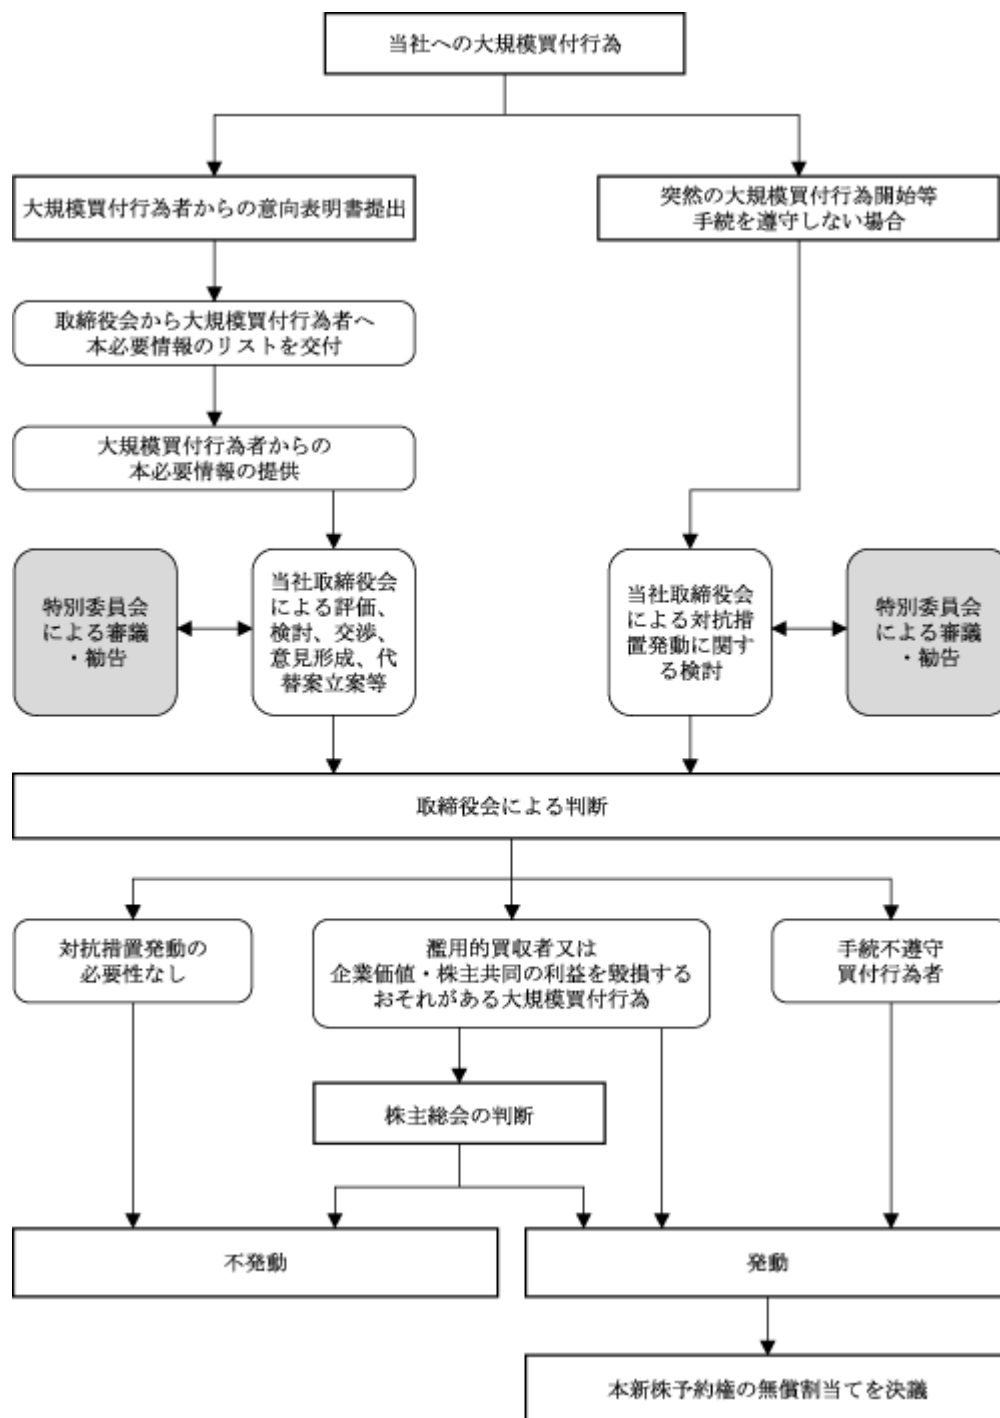 当社への大規模買付行為
大規模買付行為者からの意向表明書提出
突然の大規模買付行為開始等
手続を遵守しない場合
取締役会から大規模買付行為者へ
本必要情報のリストを交付
大規模買付行為者からの
本必要情報の提供
特別委員会
による審議
・勧告
当社取締役会
による評価、
検討、交渉、
意見形成、代
替案立案等
当社取締役会
による対抗措
置発動に関す
る検討
特別委員会
による審議
・勧告
取締役会による判断
対抗措置発動の
必要性なし
濫用的買収者又は
企業価値・株主共同の利益を毀損する
おそれがある大規模買付行為
手続不遵守
買付行為者
株主総会の判断
不発動
発動
本新株予約権の無償割当てを決議